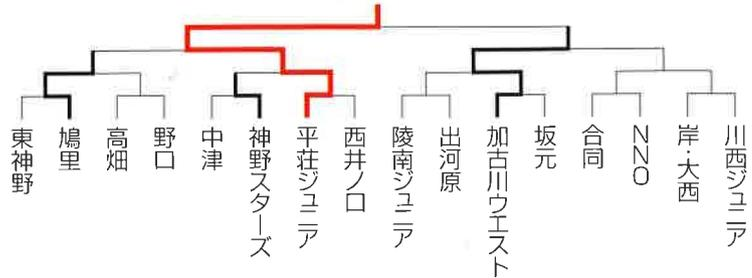 東神野
鳩里
高畑
野口
中津
神野スターズ
平荘ジュニア
西井ノ口
陵南ジュニア
出河原
加古川ウエスト
坂元
合同
NNO
岸・大西
川西ジュニア